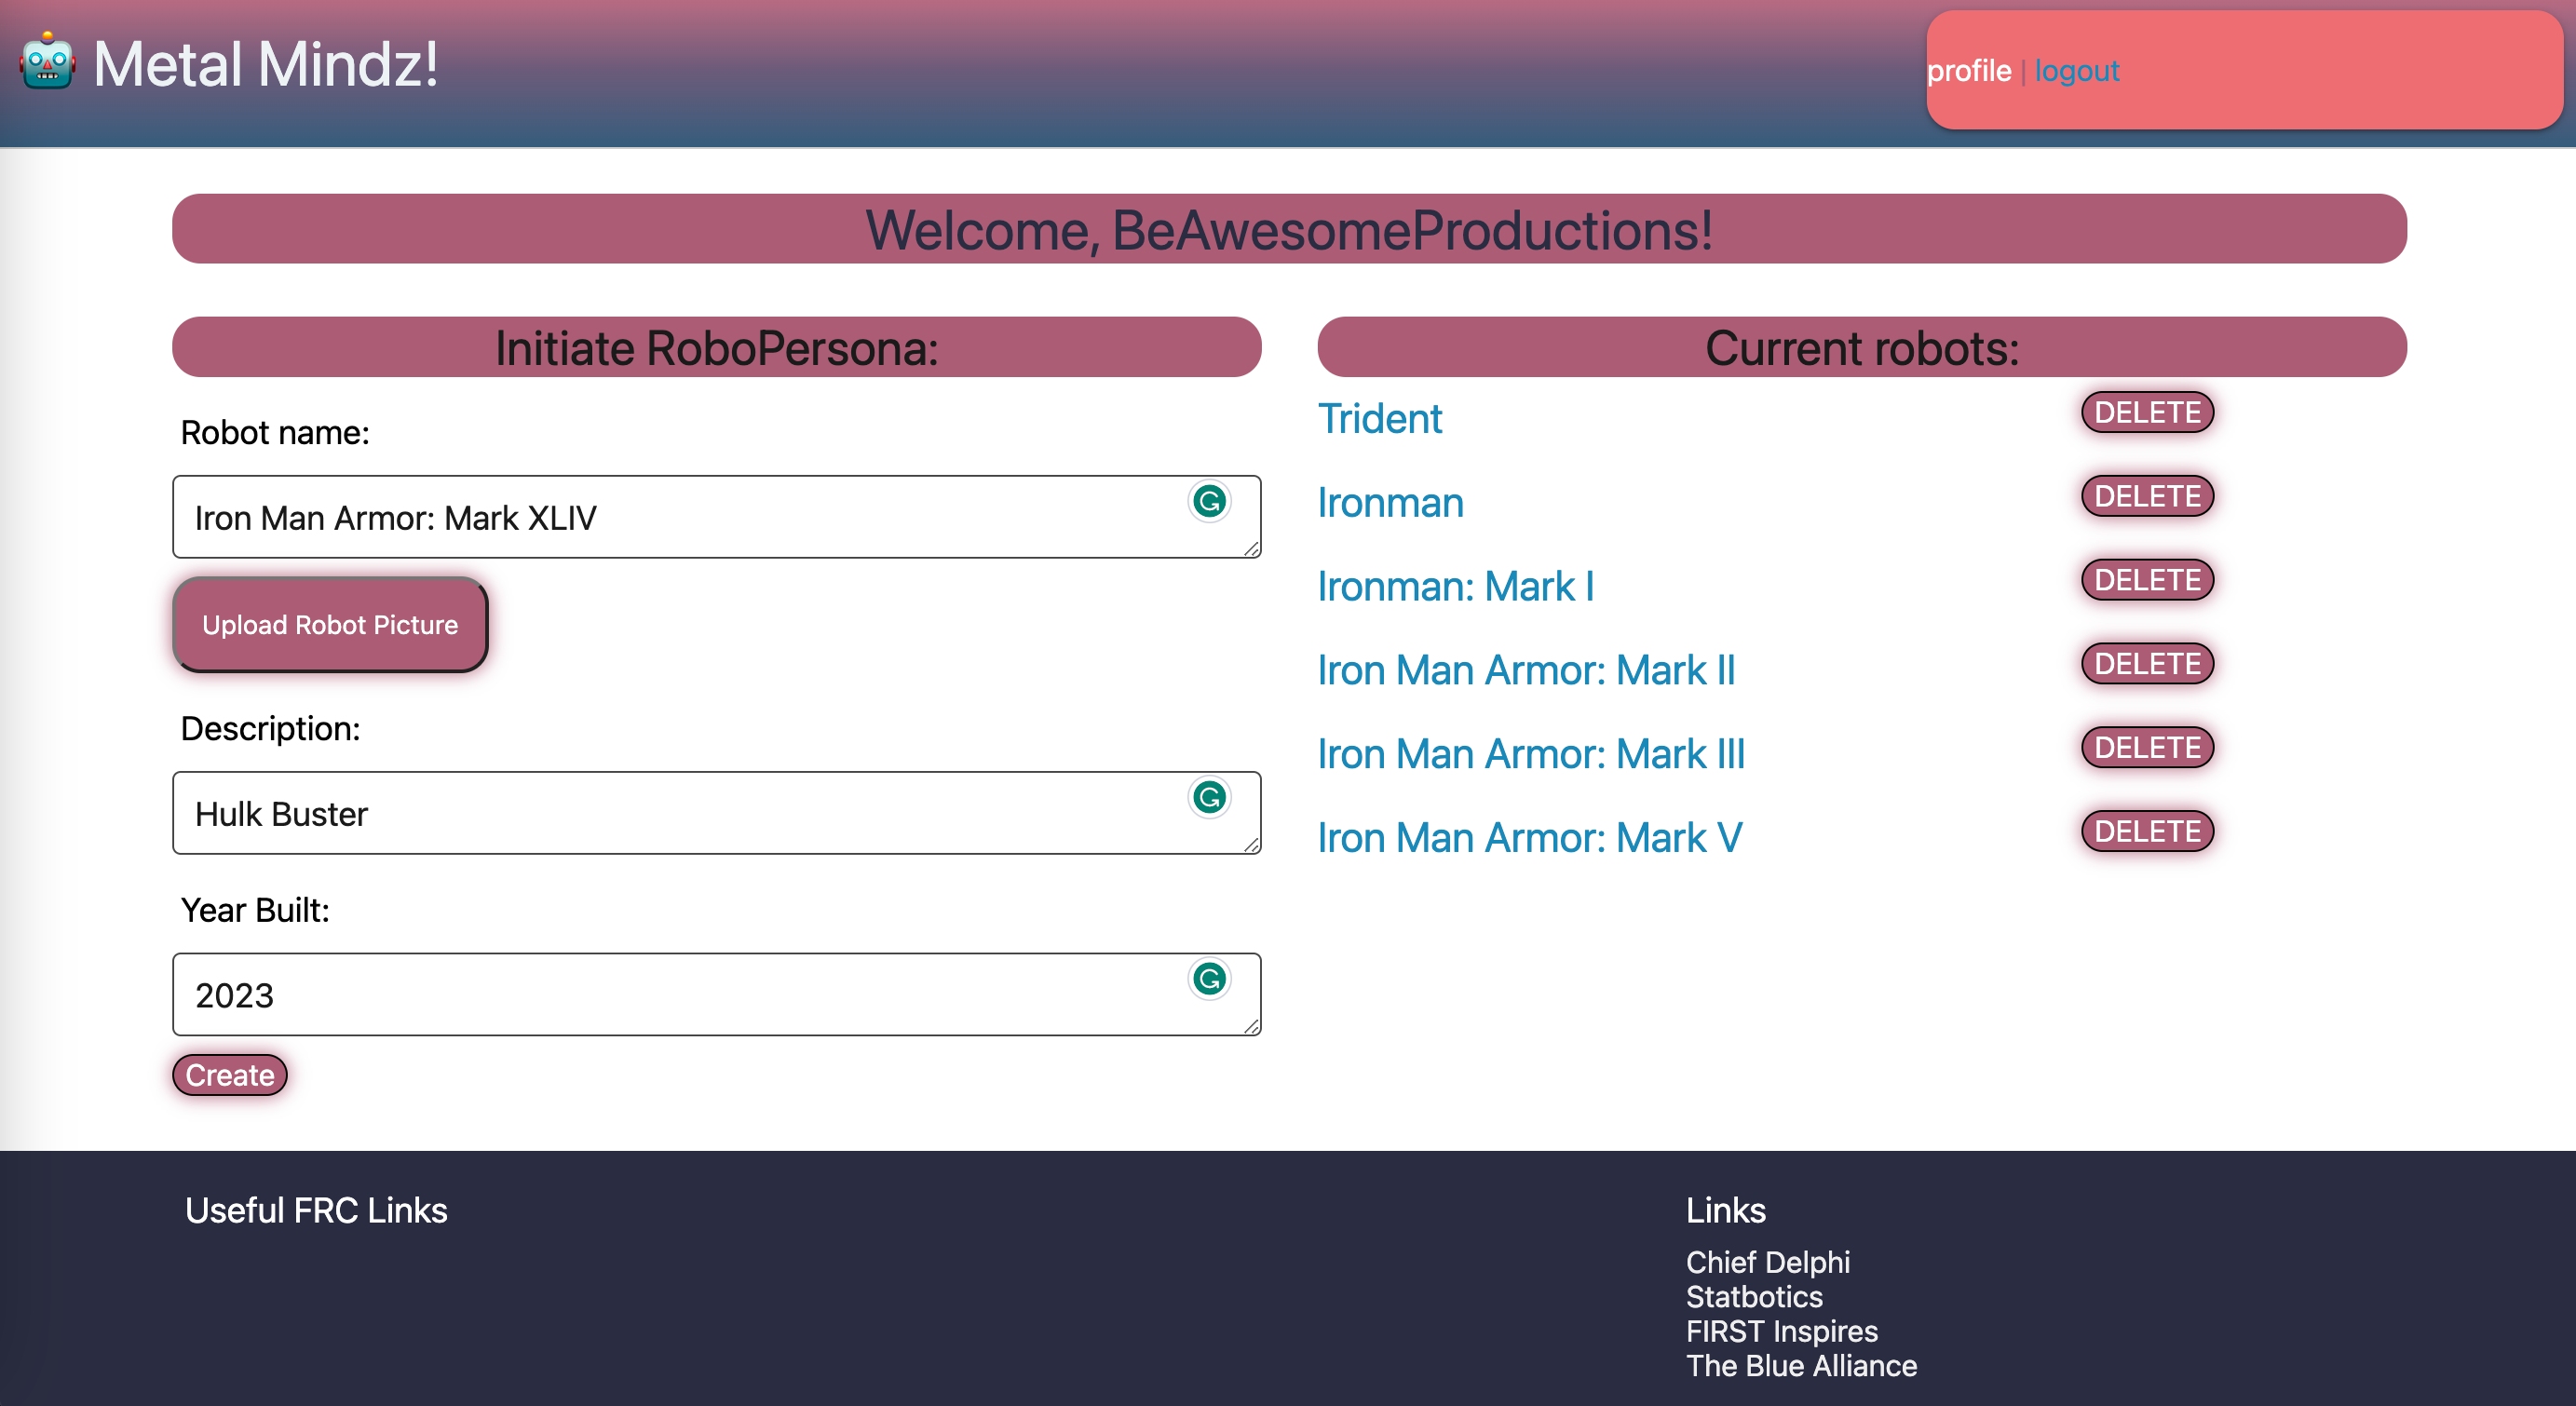 Metal Mindz!
profile | logout
Welcome, BeAwesomeProductions!
Initiate RoboPersona:
Robot name:
Iron Man Armor: Mark XLIV
Upload Robot Picture
Description:
Hulk Buster
Year Built:
2023
Create
Current robots:
Trident DELETE
Ironman DELETE
Ironman: Mark I DELETE
Iron Man Armor: Mark II DELETE
Iron Man Armor: Mark III DELETE
Iron Man Armor: Mark V DELETE
Useful FRC Links
Links
Chief Delphi
Statbotics
FIRST Inspires
The Blue Alliance